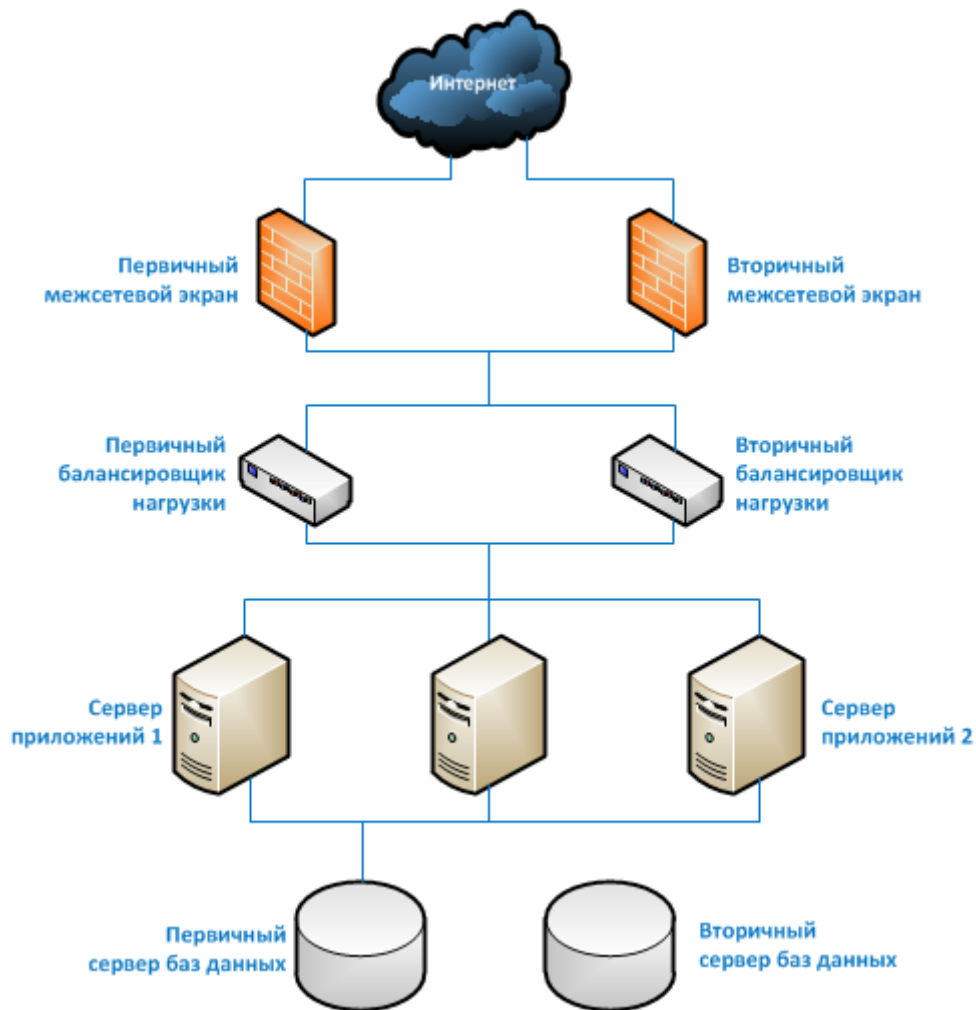 Интернет
Первичный
межсетевой экран
Вторичный
межсетевой экран
Первичный
балансировщик
нагрузки
Вторичный
балансировщик
нагрузки
Сервер
приложений 1
Сервер
приложений 2
Первичный
сервер баз данных
Вторичный
сервер баз данных